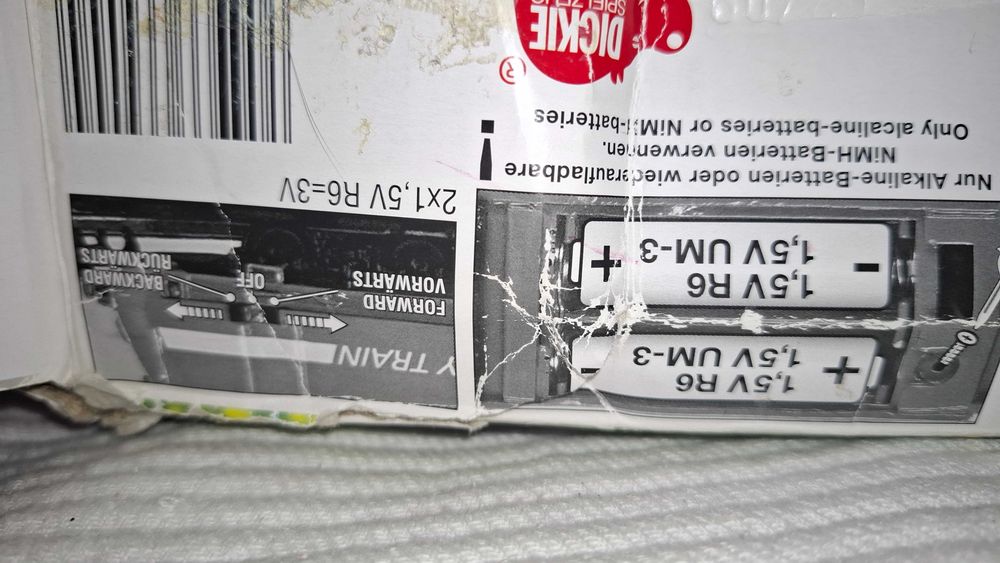 1,5V R6
+ 1,5V UM-3 -
1,5V R6
- 1,5V UM-3 +
Y TRAIN
FORWARD
VORWÄRTS
OFF
BACKWARD
RÜCKWÄRTS
2x1,5V R6=3V
Nur Alkaline-Batterien oder wiederaufladbare
NiMH-Batterien verwenden.
Only alcaline-batteries or NiMH-batteries
!
DICKIE ®
SPIELZEUG